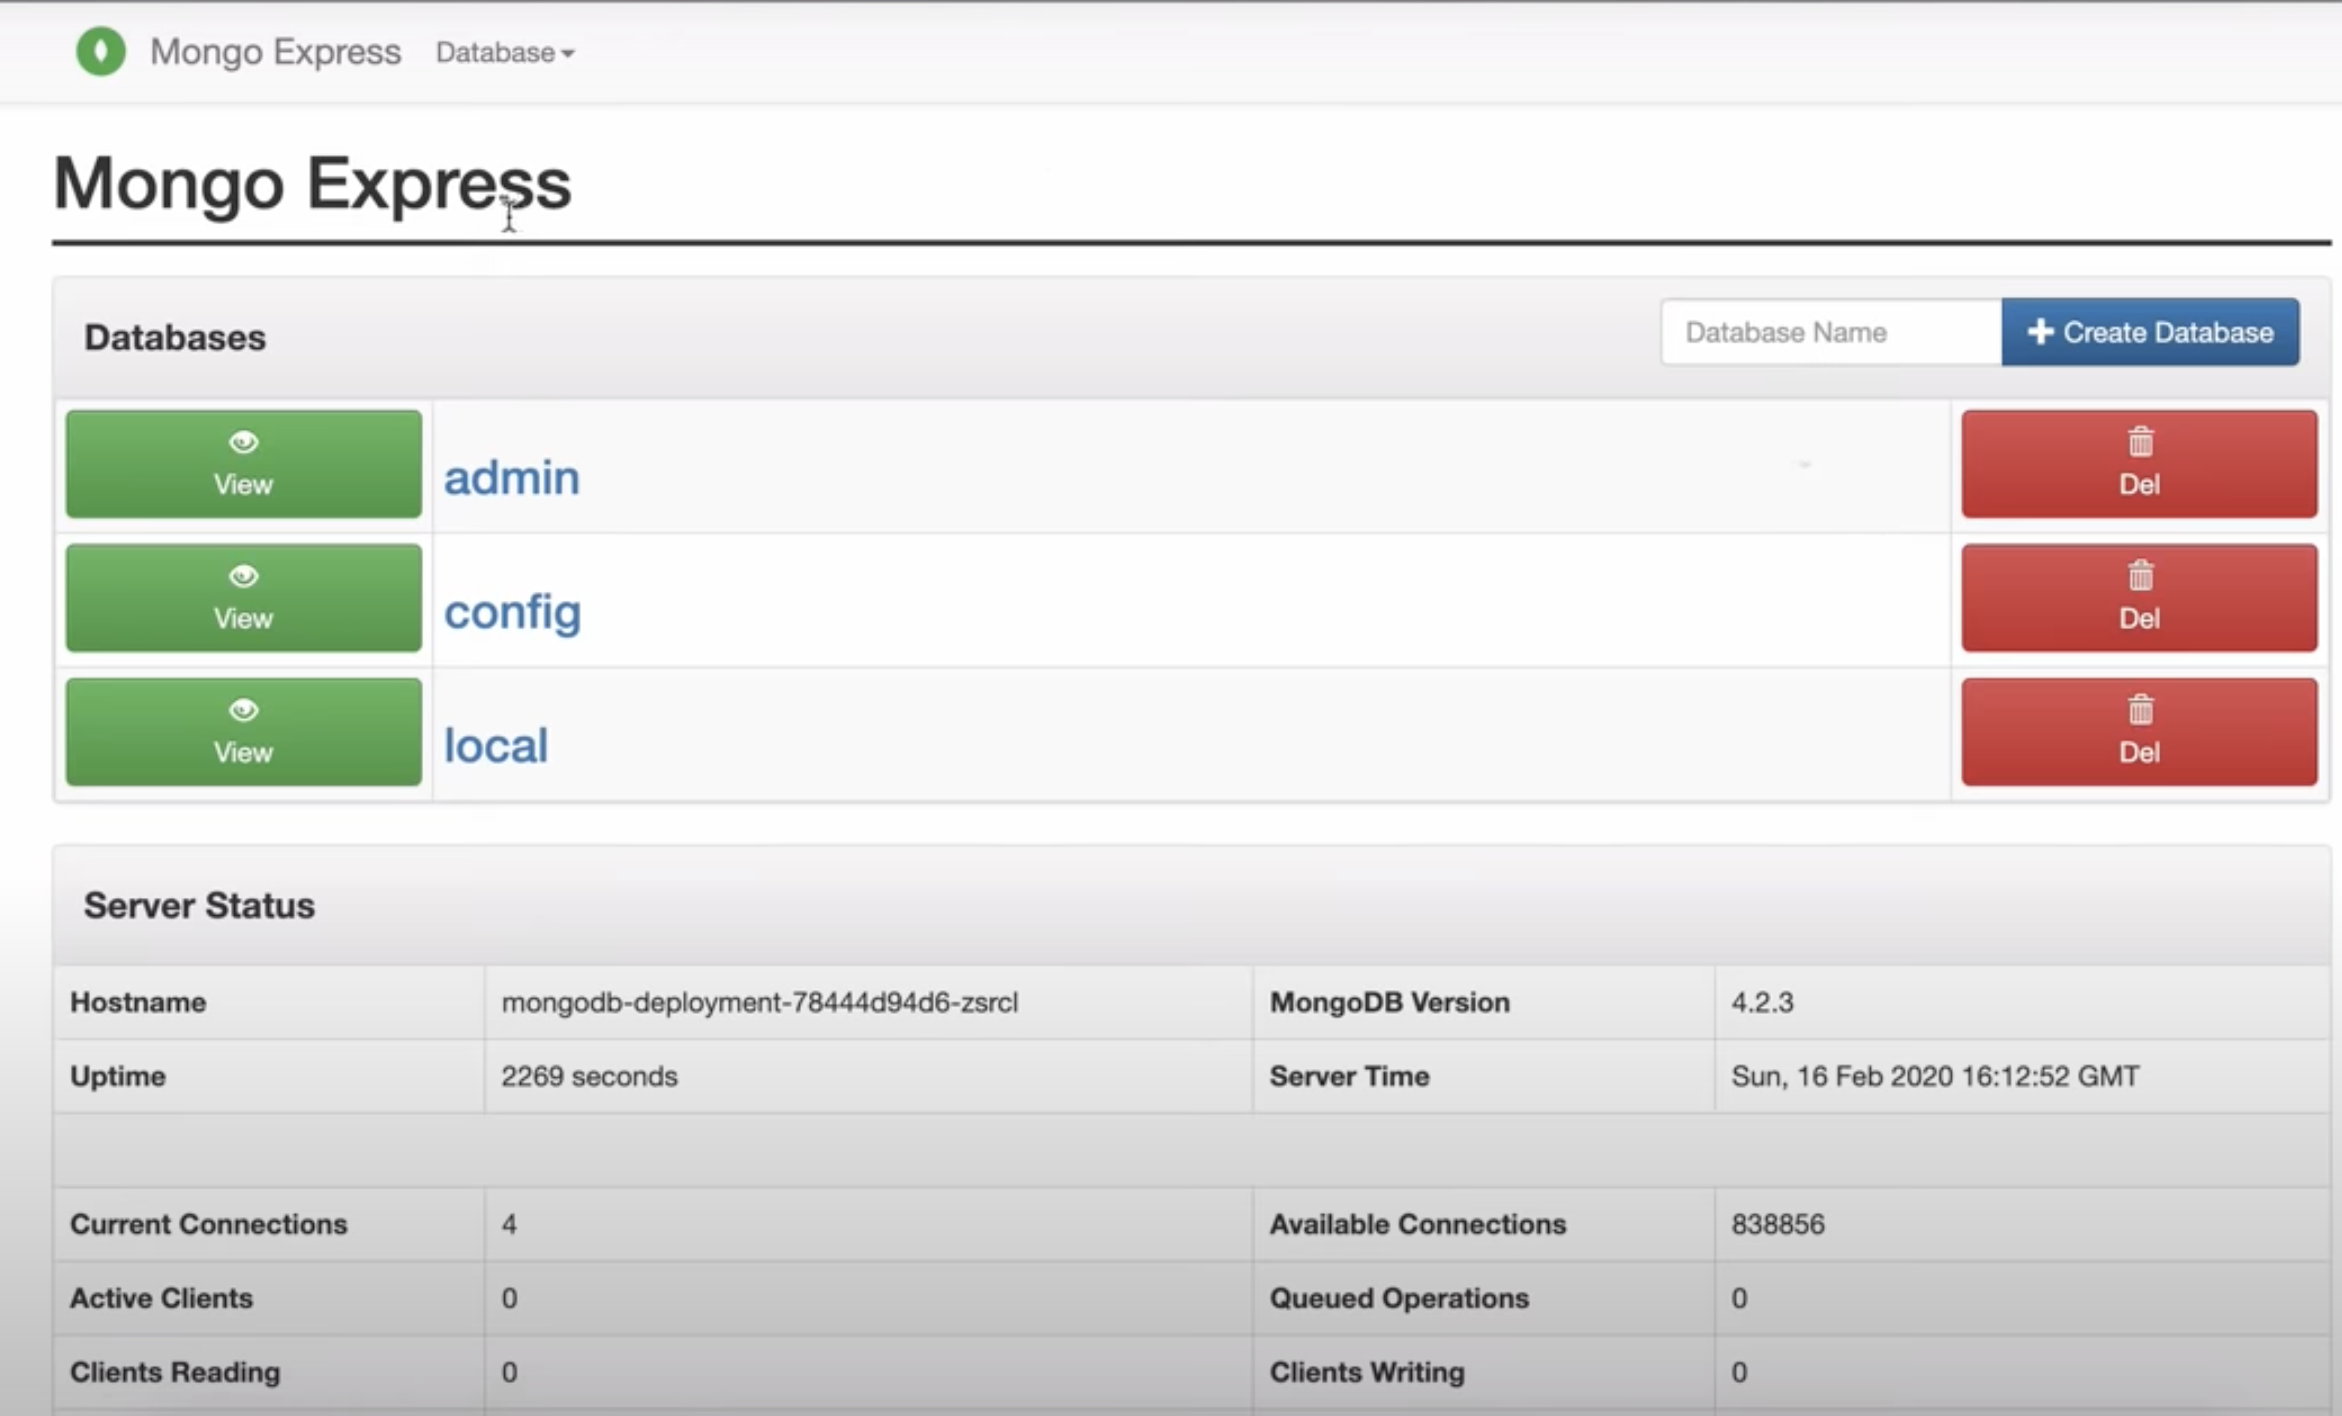 Mongo Express Database
Mongo Express
Databases
Database Name
Create Database
View admin Del
View config Del
View local Del
Server Status
Hostname mongodb-deployment-78444d94d6-zsrcl MongoDB Version 4.2.3
Uptime 2269 seconds Server Time Sun, 16 Feb 2020 16:12:52 GMT
Current Connections 4 Available Connections 838856
Active Clients 0 Queued Operations 0
Clients Reading 0 Clients Writing 0